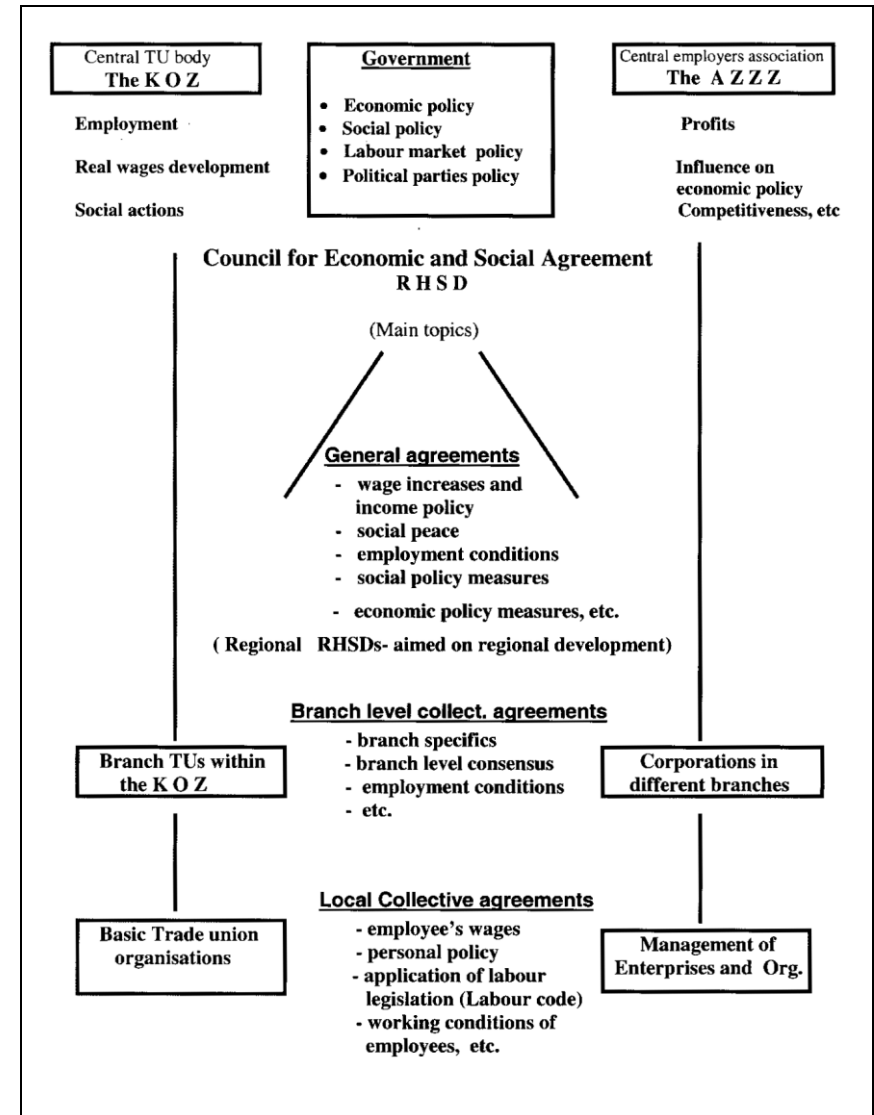 Central TU body
The K O Z
Employment
Real wages development
Social actions
Government
• Economic policy
• Social policy
• Labour market policy
• Political parties policy
Central employers association
The A Z Z Z
Profits
Influence on
economic policy
Competitiveness, etc
Council for Economic and Social Agreement
R H S D
(Main topics)
General agreements
- wage increases and
income policy
- social peace
- employment conditions
- social policy measures
- economic policy measures, etc.
( Regional RHSDs- aimed on regional development)
Branch level collect. agreements
- branch specifics
- branch level consensus
- employment conditions
- etc.
Branch TUs within
the K O Z
Corporations in
different branches
Local Collective agreements
- employee's wages
- personal policy
- application of labour
legislation (Labour code)
- working conditions of
employees, etc.
Basic Trade union
organisations
Management of
Enterprises and Org.